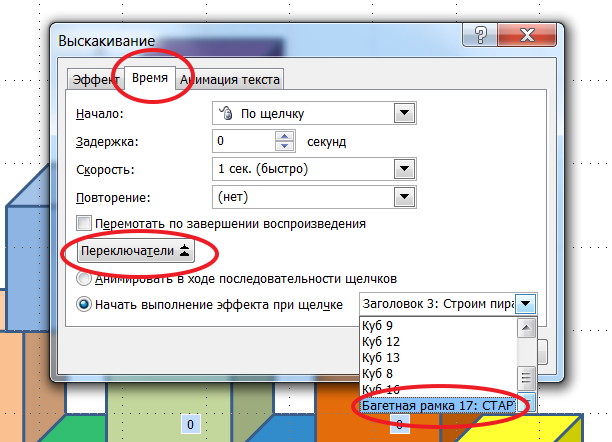 Выскакивание
Эффект Время Анимация текста
Начало: По щелчку
Задержка: 0 секунд
Скорость: 1 сек. (быстро)
Повторение: (нет)
Перемотать по завершении воспроизведения
Переключатели
Анимировать в ходе последовательности щелчков
Начать выполнение эффекта при щелчке Заголовок 3: Строим пира
Куб 9
Куб 12
Куб 13
Куб 8
Куб 16
Багетная рамка 17: СТАРТ
0 0